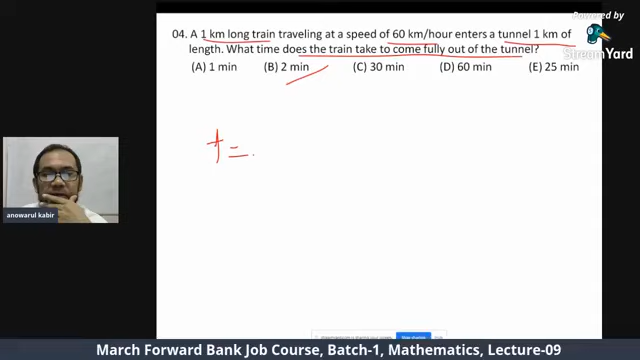 Powered by
StreamYard
04. A 1 km long train traveling at a speed of 60 km/hour enters a tunnel 1 km of
length. What time does the train take to come fully out of the tunnel?
(A) 1 min (B) 2 min (C) 30 min (D) 60 min (E) 25 min
t = .
anowarul kabir
March Forward Bank Job Course, Batch-1, Mathematics, Lecture-09